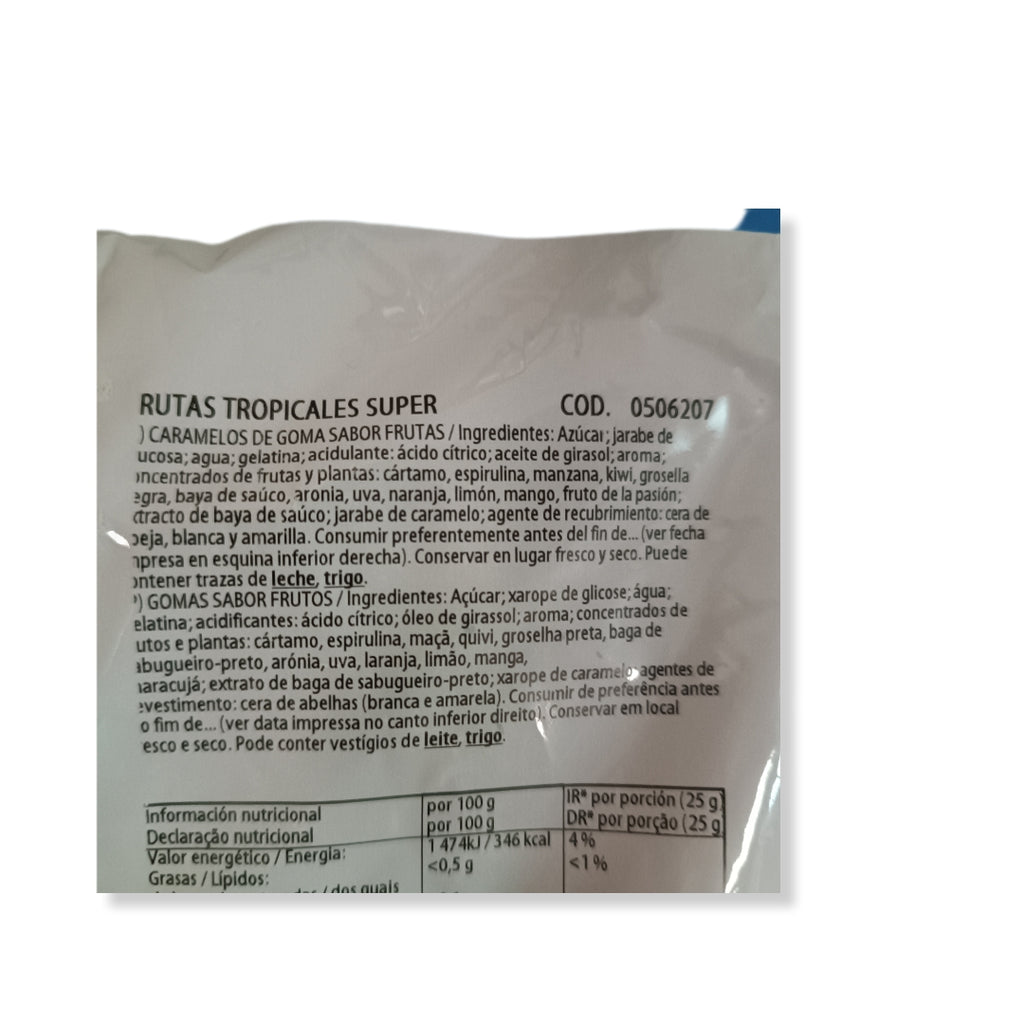 RUTAS TROPICALES SUPER COD. 0506207
) CARAMELOS DE GOMA SABOR FRUTAS / Ingredientes: Azúcar; jarabe de
ucosa; agua; gelatina; acidulante: ácido cítrico; aceite de girasol; aroma;
oncentrados de frutas y plantas: cártamo, espirulina, manzana, kiwi, grosella
egra, baya de saúco, aronia, uva, naranja, limón, mango, fruto de la pasión;
xtracto de baya de saúco; jarabe de caramelo; agente de recubrimiento: cera de
beja, blanca y amarilla. Consumir preferentemente antes del fin de... (ver fecha
mpresa en esquina inferior derecha). Conservar en lugar fresco y seco. Puede
ontener trazas de leche, trigo.
P) GOMAS SABOR FRUTOS / Ingredientes: Açúcar; xarope de glicose; água;
elatina; acidificantes: ácido cítrico; óleo de girassol; aroma; concentrados de
utos e plantas: cártamo, espirulina, maçã, quivi, groselha preta, baga de
abugueiro-preto, arónia, uva, laranja, limão, manga,
aracujá; extrato de baga de sabugueiro-preto; xarope de caramelo agentes de
evestimento: cera de abelhas (branca e amarela). Consumir de preferência antes
o fim de... (ver data impressa no canto inferior direito). Conservar em local
esco e seco. Pode conter vestígios de leite, trigo.
Información nutricional por 100 g IR* por porción (25 g
Declaração nutricional por 100 g DR* por porção (25 g
Valor energético / Energia: 1 474kJ / 346 kcal 4 %
Grasas / Lípidos: <0,5 g <1 %
/ dos quais